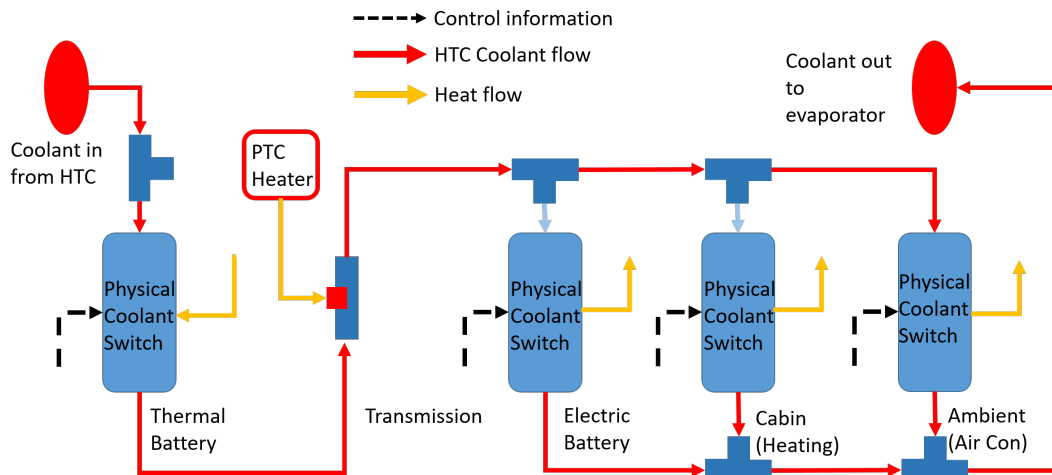 Control information
HTC Coolant flow
Heat flow
Coolant in
from HTC
PTC
Heater
Coolant out
to
evaporator
Physical
Coolant
Switch
Physical
Coolant
Switch
Physical
Coolant
Switch
Physical
Coolant
Switch
Thermal
Battery
Transmission
Electric
Battery
Cabin
(Heating)
Ambient
(Air Con)